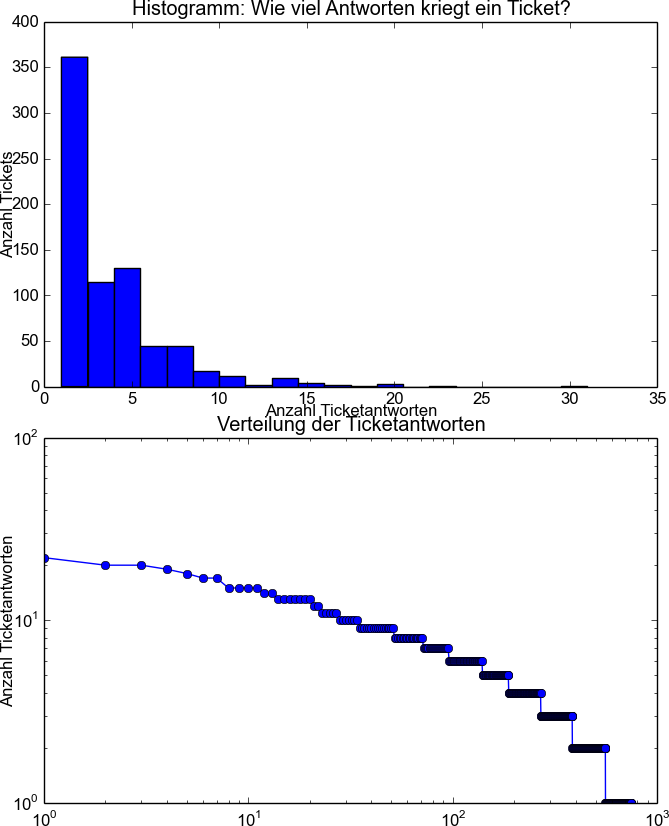 Histogramm: Wie viel Antworten kriegt ein Ticket?
400
350
300
250
200
150
100
50
0
Anzahl Tickets
0 5 10 15 20 25 30 35
Anzahl Ticketantworten
Verteilung der Ticketantworten
10²
10¹
10⁰
Anzahl Ticketantworten
10⁰ 10¹ 10² 10³